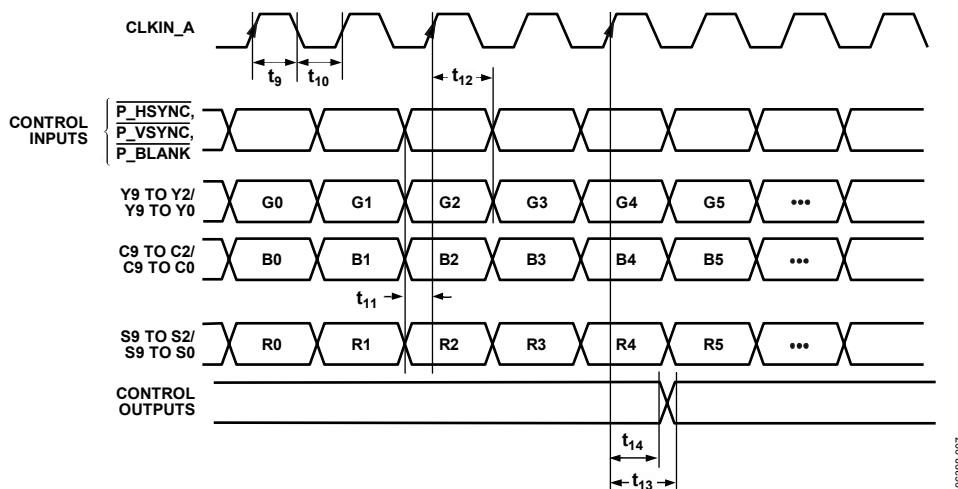 CLKIN_A
t9
t10
t12
CONTROL INPUTS
P_HSYNC,
P_VSYNC,
P_BLANK
Y9 TO Y2/
Y9 TO Y0
G0 G1 G2 G3 G4 G5 •••
C9 TO C2/
C9 TO C0
B0 B1 B2 B3 B4 B5 •••
t11
S9 TO S2/
S9 TO S0
R0 R1 R2 R3 R4 R5 •••
CONTROL
OUTPUTS
t14
t13